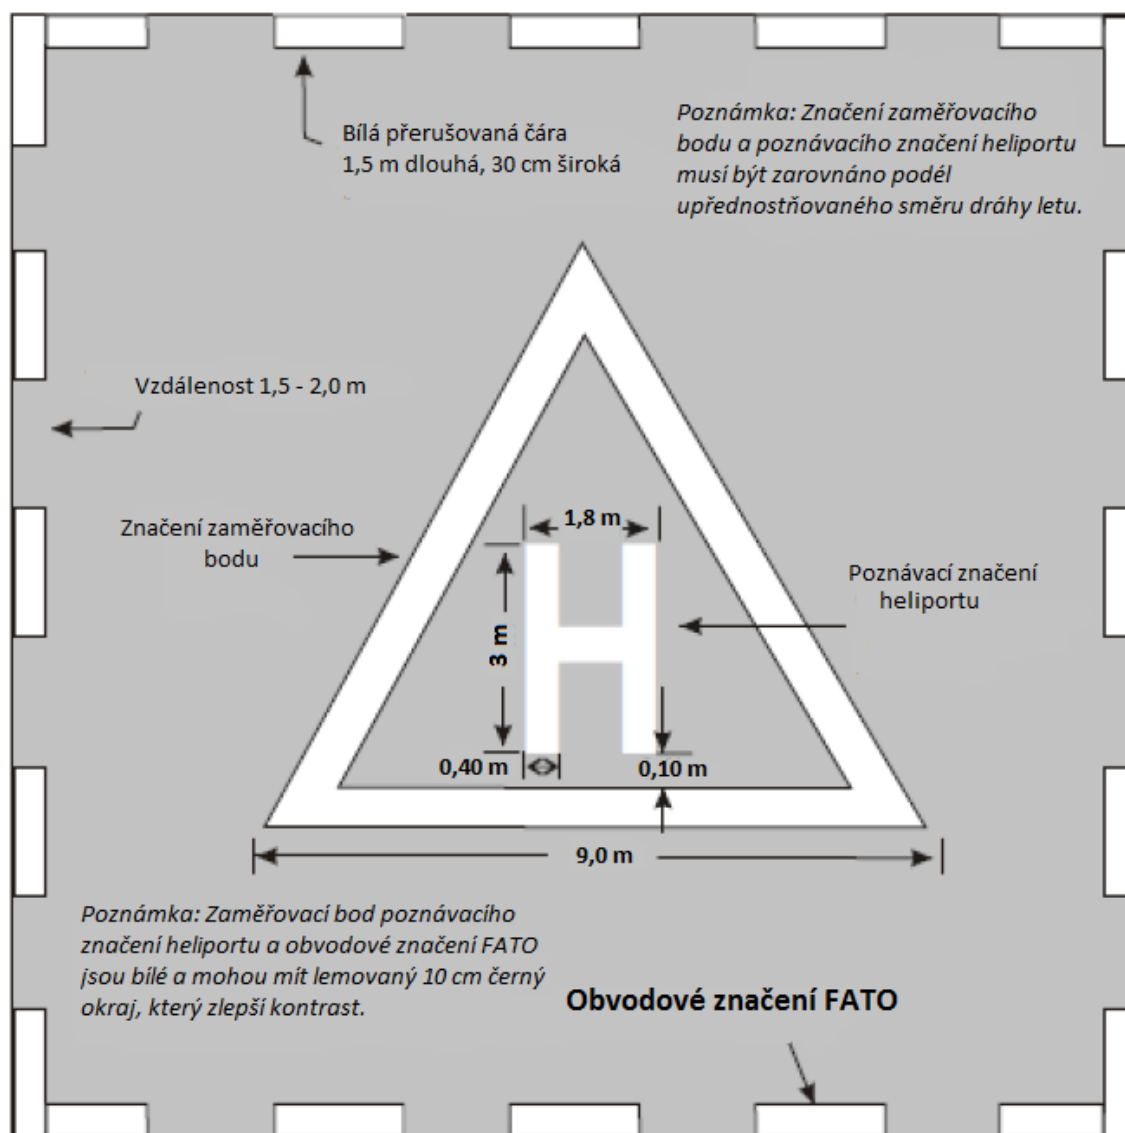 Bílá přerušovaná čára
1,5 m dlouhá, 30 cm široká
Poznámka: Značení zaměřovacího
bodu a poznávacího značení heliportu
musí být zarovnáno podél
upřednostňovaného směru dráhy letu.
Vzdálenost 1,5 - 2,0 m
Značení zaměřovacího
bodu
1,8 m
3 m
H
Poznávací značení
heliportu
0,40 m
0,10 m
9,0 m
Poznámka: Zaměřovací bod poznávacího
značení heliportu a obvodové značení FATO
jsou bílé a mohou mít lemovaný 10 cm černý
okraj, který zlepší kontrast.
Obvodové značení FATO